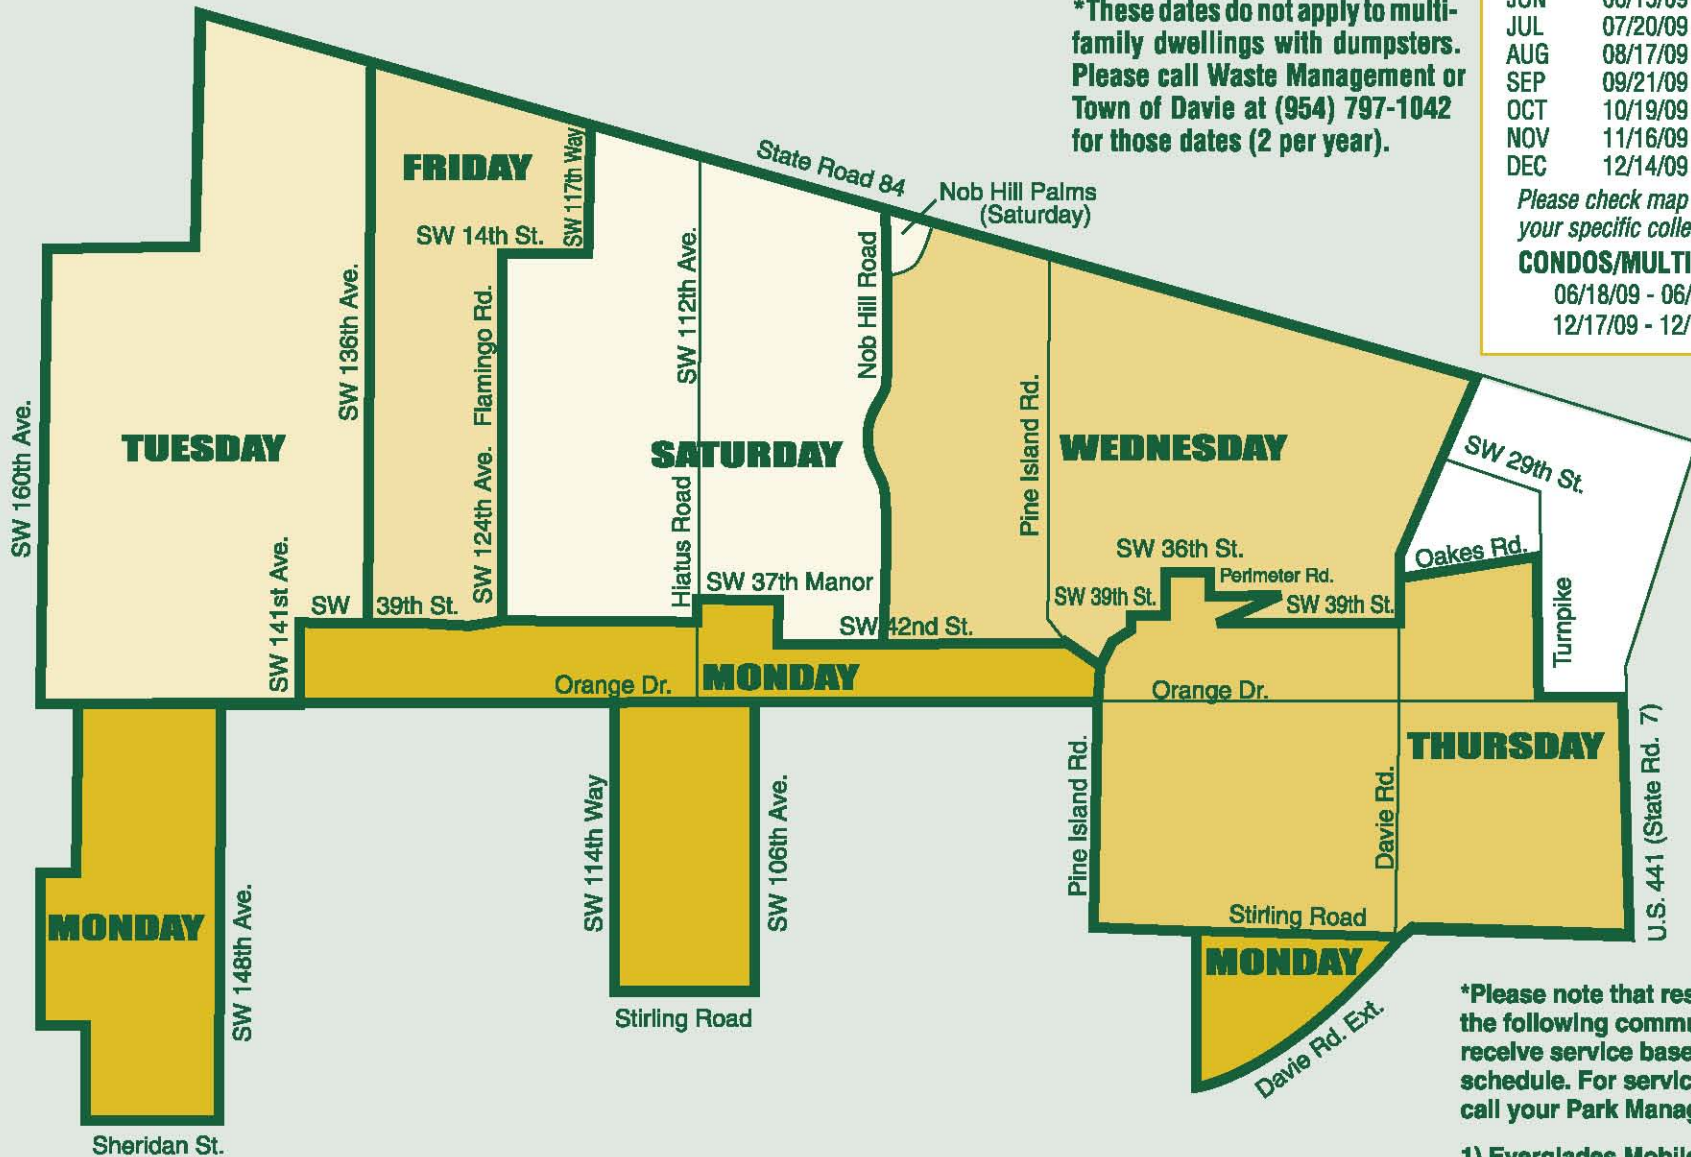 *These dates do not apply to multi-
family dwellings with dumpsters.
Please call Waste Management or
Town of Davie at (954) 797-1042
for those dates (2 per year).
JUL 07/20/09
AUG 08/17/09
SEP 09/21/09
OCT 10/19/09
NOV 11/16/09
DEC 12/14/09
Please check map
your specific colle
CONDOS/MULTI
06/18/09 - 06/
12/17/09 - 12/
State Road 84
Nob Hill Palms
(Saturday)
FRIDAY
SW 117th Way
SW 14th St.
SW 136th Ave.
SW 124th Ave. Flamingo Rd.
SW 112th Ave.
Hiatus Road
Nob Hill Road
Pine Island Rd.
SW 160th Ave.
TUESDAY
SATURDAY
WEDNESDAY
SW 29th St.
Oakes Rd.
Turnpike
SW 36th St.
Perimeter Rd.
SW 39th St.
SW 39th St.
SW 37th Manor
SW 42nd St.
SW 39th St.
SW 141st Ave.
Orange Dr.
MONDAY
Orange Dr.
THURSDAY
U.S. 441 (State Rd. 7)
Pine Island Rd.
Davie Rd.
Stirling Road
MONDAY
Davie Rd. Ext.
SW 114th Way
SW 106th Ave.
Stirling Road
MONDAY
SW 148th Ave.
Sheridan St.
*Please note that res
the following commu
receive service base
schedule. For servic
call your Park Manag
1) Everglades Mobile